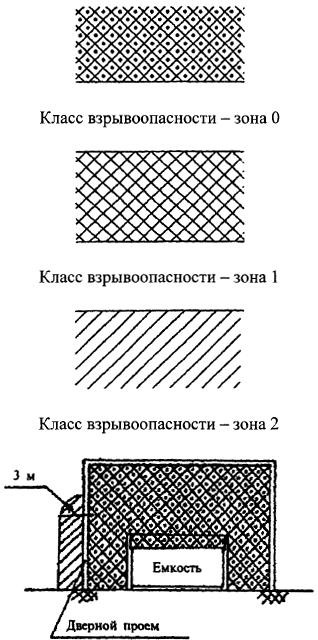 Класс взрывоопасности – зона 0
Класс взрывоопасности – зона 1
Класс взрывоопасности – зона 2
3 м
Емкость
Дверной проем